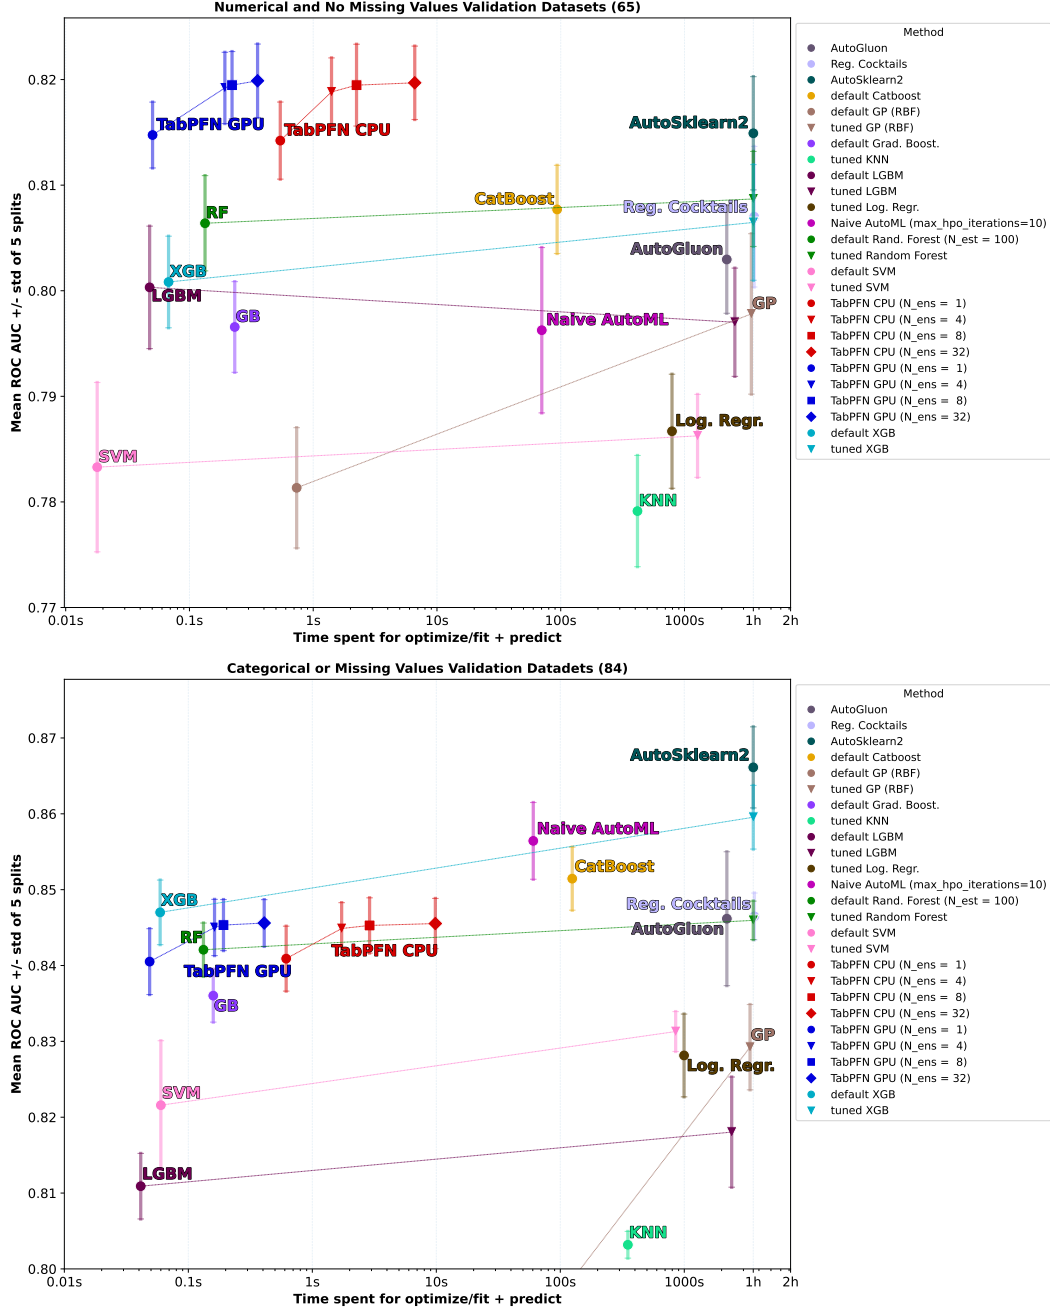 Numerical and No Missing Values Validation Datasets (65)
Mean ROC AUC +/- std of 5 splits
0.82
0.81
0.80
0.79
0.78
0.77
TabPFN GPU
TabPFN CPU
AutoSklearn2
RF
CatBoost
Reg. Cocktails
AutoGluon
XGB
LGBM
GB
Naive AutoML
GP
SVM
Log. Regr.
KNN
0.01s 0.1s 1s 10s 100s 1000s 1h 2h
Time spent for optimize/fit + predict
Method
AutoGluon
Reg. Cocktails
AutoSklearn2
default Catboost
default GP (RBF)
tuned GP (RBF)
default Grad. Boost.
tuned KNN
default LGBM
tuned LGBM
tuned Log. Regr.
Naive AutoML (max_hpo_iterations=10)
default Rand. Forest (N_est = 100)
tuned Random Forest
default SVM
tuned SVM
TabPFN CPU (N_ens = 1)
TabPFN CPU (N_ens = 4)
TabPFN CPU (N_ens = 8)
TabPFN CPU (N_ens = 32)
TabPFN GPU (N_ens = 1)
TabPFN GPU (N_ens = 4)
TabPFN GPU (N_ens = 8)
TabPFN GPU (N_ens = 32)
default XGB
tuned XGB
Categorical or Missing Values Validation Datadets (84)
Mean ROC AUC +/- std of 5 splits
0.87
0.86
0.85
0.84
0.83
0.82
0.81
0.80
AutoSklearn2
Naive AutoML
CatBoost
XGB
Reg. Cocktails
AutoGluon
RF
TabPFN CPU
TabPFN GPU
GB
GP
Log. Regr.
SVM
LGBM
KNN
0.01s 0.1s 1s 10s 100s 1000s 1h 2h
Time spent for optimize/fit + predict
Method
AutoGluon
Reg. Cocktails
AutoSklearn2
default Catboost
default GP (RBF)
tuned GP (RBF)
default Grad. Boost.
tuned KNN
default LGBM
tuned LGBM
tuned Log. Regr.
Naive AutoML (max_hpo_iterations=10)
default Rand. Forest (N_est = 100)
tuned Random Forest
default SVM
tuned SVM
TabPFN CPU (N_ens = 1)
TabPFN CPU (N_ens = 4)
TabPFN CPU (N_ens = 8)
TabPFN CPU (N_ens = 32)
TabPFN GPU (N_ens = 1)
TabPFN GPU (N_ens = 4)
TabPFN GPU (N_ens = 8)
TabPFN GPU (N_ens = 32)
default XGB
tuned XGB